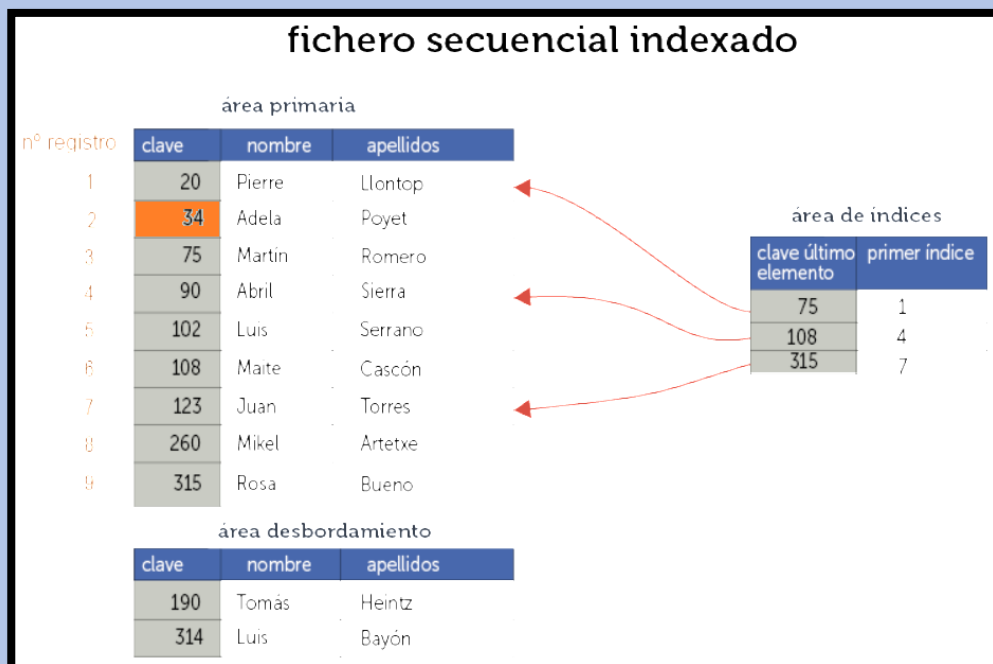 fichero secuencial indexado
área primaria
nº registro clave nombre apellidos
1 20 Pierre Llontop
2 34 Adela Poyet
3 75 Martín Romero
4 90 Abril Sierra
5 102 Luis Serrano
6 108 Maite Cascón
7 123 Juan Torres
8 260 Mikel Artetxe
9 315 Rosa Bueno
área de índices
clave último elemento primer índice
75 1
108 4
315 7
área desbordamiento
clave nombre apellidos
190 Tomás Heintz
314 Luis Bayón